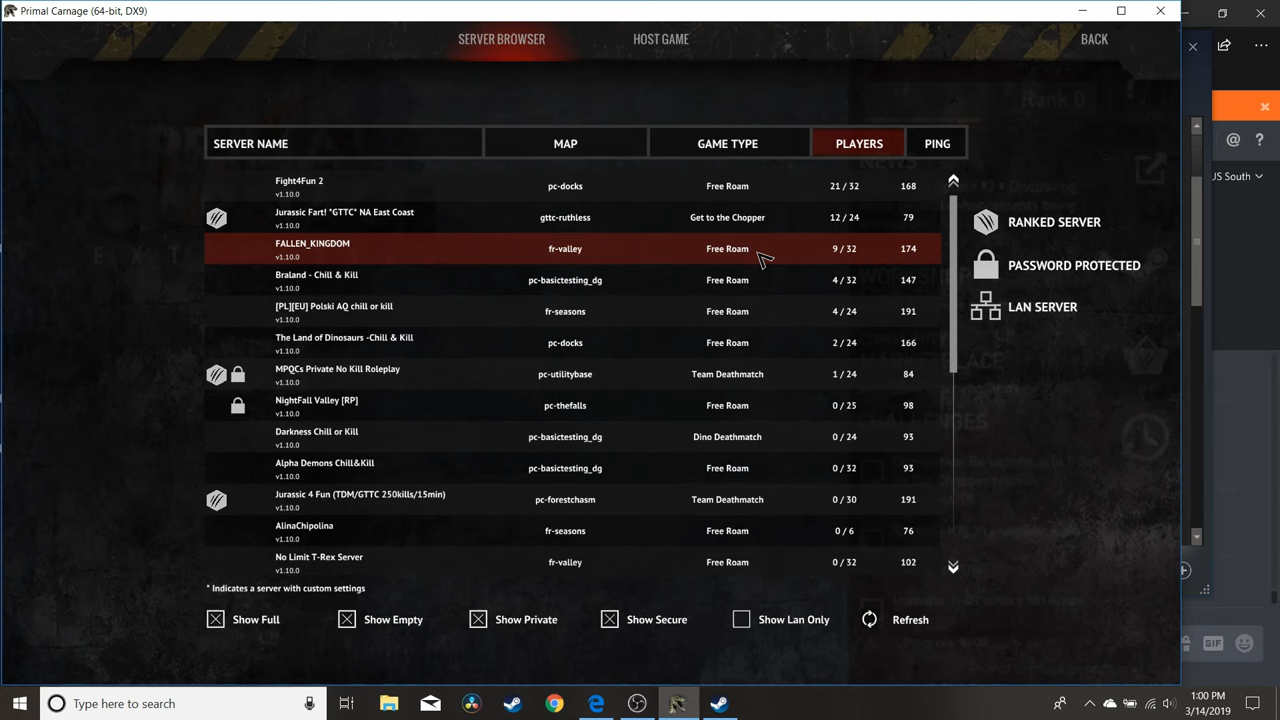 Primal Carnage (64-bit, DX9)
SERVER BROWSER
HOST GAME
BACK
Rank 0
NEWS
SERVER NAME
MAP
GAME TYPE
PLAYERS
PING
Fight4Fun 2
v1.10.0
pc-docks
Free Roam
21 / 32
168
Jurassic Fart! *GTTC* NA East Coast
v1.10.0
gttc-ruthless
Get to the Chopper
12 / 24
79
FALLEN_KINGDOM
v1.10.0
fr-valley
Free Roam
9 / 32
174
Braland - Chill & Kill
v1.10.0
pc-basictesting_dg
Free Roam
4 / 32
147
[PL][EU] Polski AQ chill or kill
v1.10.0
fr-seasons
Free Roam
4 / 24
191
The Land of Dinosaurs -Chill & Kill
v1.10.0
pc-docks
Free Roam
2 / 24
166
MPQCs Private No Kill Roleplay
v1.10.0
pc-utilitybase
Team Deathmatch
1 / 24
84
NightFall Valley [RP]
v1.10.0
pc-thefalls
Free Roam
0 / 25
98
Darkness Chill or Kill
v1.10.0
pc-basictesting_dg
Dino Deathmatch
0 / 24
93
Alpha Demons Chill&Kill
v1.10.0
pc-basictesting_dg
Free Roam
0 / 32
93
Jurassic 4 Fun (TDM/GTTC 250kills/15min)
v1.10.0
pc-forestchasm
Team Deathmatch
0 / 30
191
AlinaChipolina
v1.10.0
fr-seasons
Free Roam
0 / 6
76
No Limit T-Rex Server
v1.10.0
fr-valley
Free Roam
0 / 32
102
RANKED SERVER
PASSWORD PROTECTED
LAN SERVER
* Indicates a server with custom settings
Show Full
Show Empty
Show Private
Show Secure
Show Lan Only
Refresh
US South
GIF
Type here to search
1:00 PM
3/14/2019